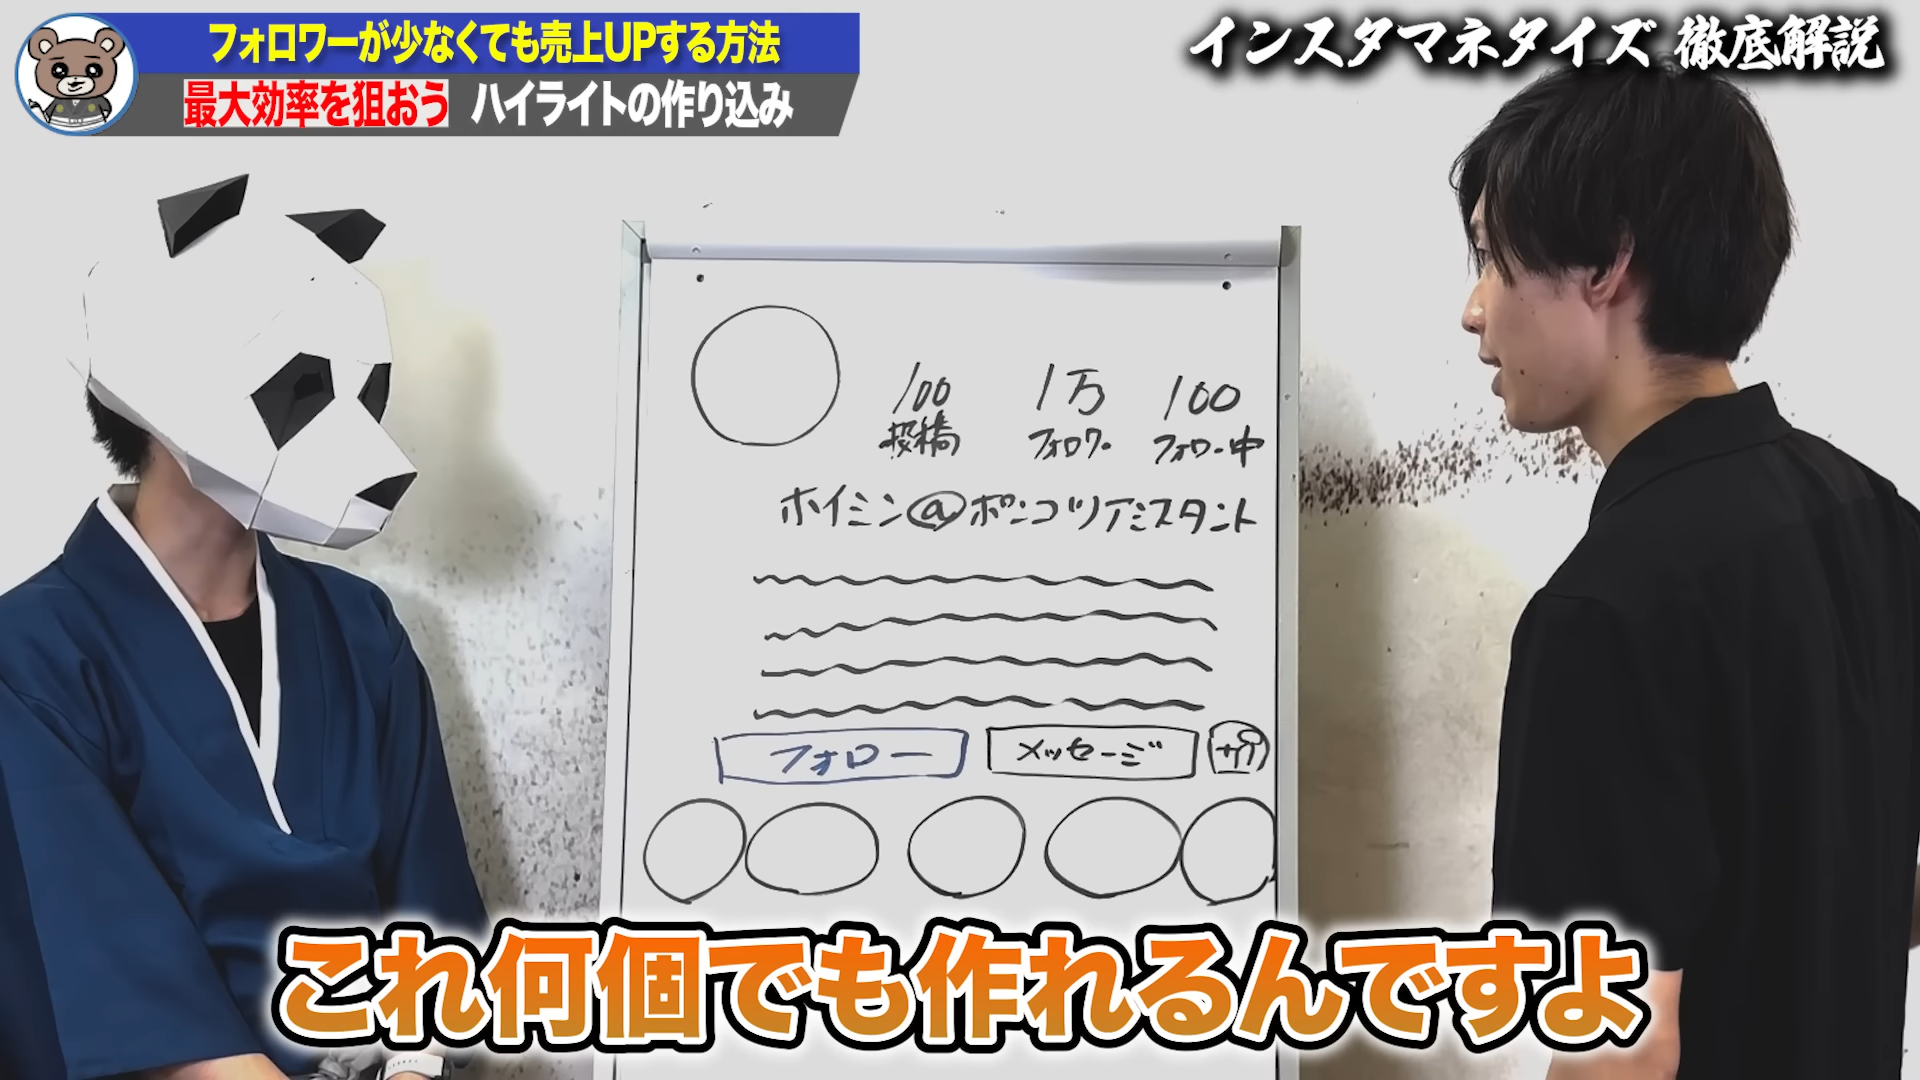 フォロワーが少なくても売上UPする方法
最大効率を狙おう ハイライトの作り込み
インスタマネタイズ 徹底解説
100 1万 100
投稿 フォロワー フォロー中
ホイミン@ポンコツアシスタント
フォロー メッセージ
これ何個でも作れるんですよ